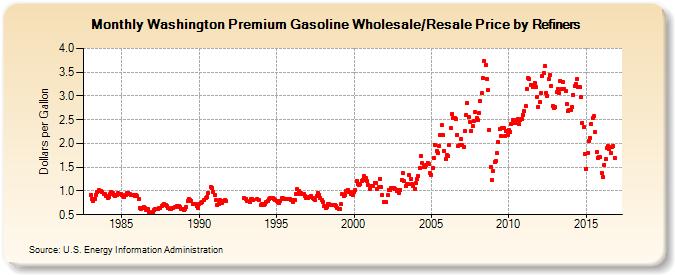 Monthly Washington Premium Gasoline Wholesale/Resale Price by Refiners
Dollars per Gallon
4.0
3.5
3.0
2.5
2.0
1.5
1.0
0.5
1985 1990 1995 2000 2005 2010 2015
Source: U.S. Energy Information Administration